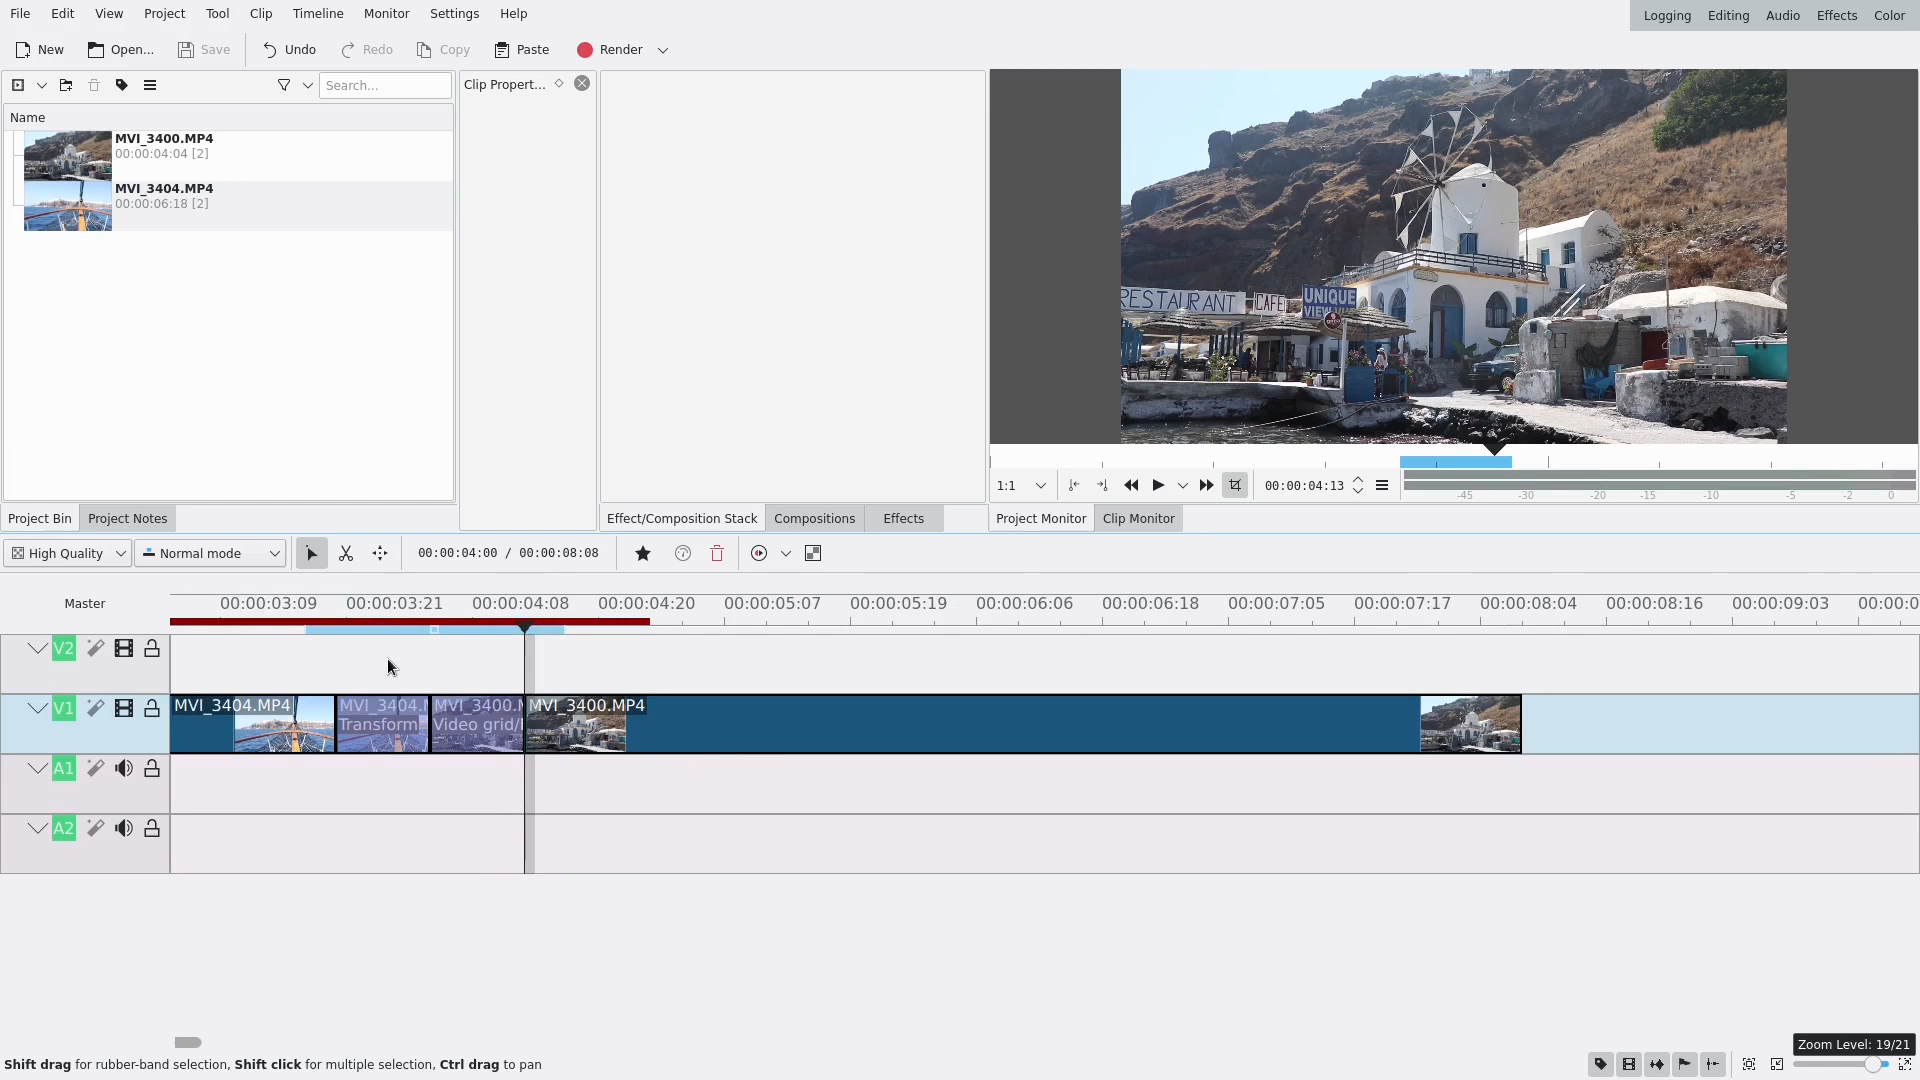 File Edit View Project Tool Clip Timeline Monitor Settings Help
Logging Editing Audio Effects Color
New Open... Save Undo Redo Copy Paste Render
Search...
Clip Propert...
Name
MVI_3400.MP4
00:00:04:04 [2]
MVI_3404.MP4
00:00:06:18 [2]
RESTAURANT CAFE UNIQUE
VIEW
1:1 00:00:04:13
-45 -30 -20 -15 -10 -5 -2 0
Project Bin Project Notes Effect/Composition Stack Compositions Effects Project Monitor Clip Monitor
High Quality Normal mode 00:00:04:00 / 00:00:08:08
Master 00:00:03:09 00:00:03:21 00:00:04:08 00:00:04:20 00:00:05:07 00:00:05:19 00:00:06:06 00:00:06:18 00:00:07:05 00:00:07:17 00:00:08:04 00:00:08:16 00:00:09:03 00:00:0
V2
V1 MVI_3404.MP4 MVI_3404.M MVI_3400.M MVI_3400.MP4
Transform Video grid/
A1
A2
Zoom Level: 19/21
Shift drag for rubber-band selection, Shift click for multiple selection, Ctrl drag to pan